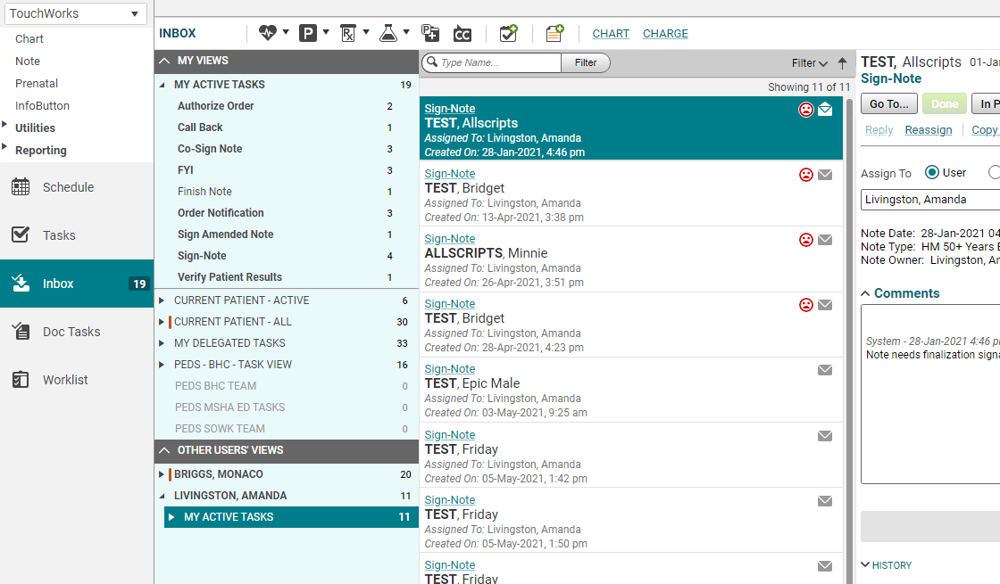 TouchWorks
Chart
Note
Prenatal
InfoButton
Utilities
Reporting
Schedule
Tasks
Inbox 19
Doc Tasks
Worklist
INBOX
P
Rx
CC
CHART
CHARGE
MY VIEWS
MY ACTIVE TASKS 19
Authorize Order 2
Call Back 1
Co-Sign Note 3
FYI 3
Finish Note 1
Order Notification 3
Sign Amended Note 1
Sign-Note 4
Verify Patient Results 1
CURRENT PATIENT - ACTIVE 6
CURRENT PATIENT - ALL 30
MY DELEGATED TASKS 33
PEDS - BHC - TASK VIEW 16
PEDS BHC TEAM 0
PEDS MSHA ED TASKS 0
PEDS SOWK TEAM 0
OTHER USERS' VIEWS
BRIGGS, MONACO 20
LIVINGSTON, AMANDA 11
MY ACTIVE TASKS 11
Type Name...
Filter
Filter
Showing 11 of 11
Sign-Note
TEST, Allscripts
Assigned To: Livingston, Amanda
Created On: 28-Jan-2021, 4:46 pm
Sign-Note
TEST, Bridget
Assigned To: Livingston, Amanda
Created On: 13-Apr-2021, 3:38 pm
Sign-Note
ALLSCRIPTS, Minnie
Assigned To: Livingston, Amanda
Created On: 26-Apr-2021, 3:51 pm
Sign-Note
TEST, Bridget
Assigned To: Livingston, Amanda
Created On: 28-Apr-2021, 4:23 pm
Sign-Note
TEST, Epic Male
Assigned To: Livingston, Amanda
Created On: 03-May-2021, 9:25 am
Sign-Note
TEST, Friday
Assigned To: Livingston, Amanda
Created On: 05-May-2021, 1:42 pm
Sign-Note
TEST, Friday
Assigned To: Livingston, Amanda
Created On: 05-May-2021, 1:50 pm
Sign-Note
TEST, Friday
TEST, Allscripts 01-Ja
Sign-Note
Go To... Done In P
Reply Reassign Copy
Assign To User
Livingston, Amanda
Note Date: 28-Jan-2021 04
Note Type: HM 50+ Years
Note Owner: Livingston, A
Comments
System - 28-Jan-2021 4:46 p
Note needs finalization sign
HISTORY